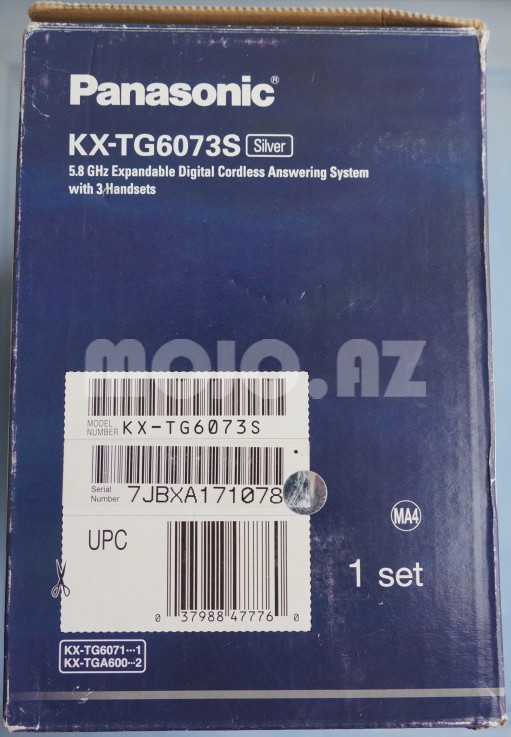 Panasonic®
KX-TG6073S Silver
5.8 GHz Expandable Digital Cordless Answering System
with 3 Handsets
MOJO.AZ
MODEL
NUMBER KX-TG6073S
Serial
Number 7JBXA171078
UPC
MA4
1 set
0 37988 47776 0
KX-TG6071···1
KX-TGA600···2